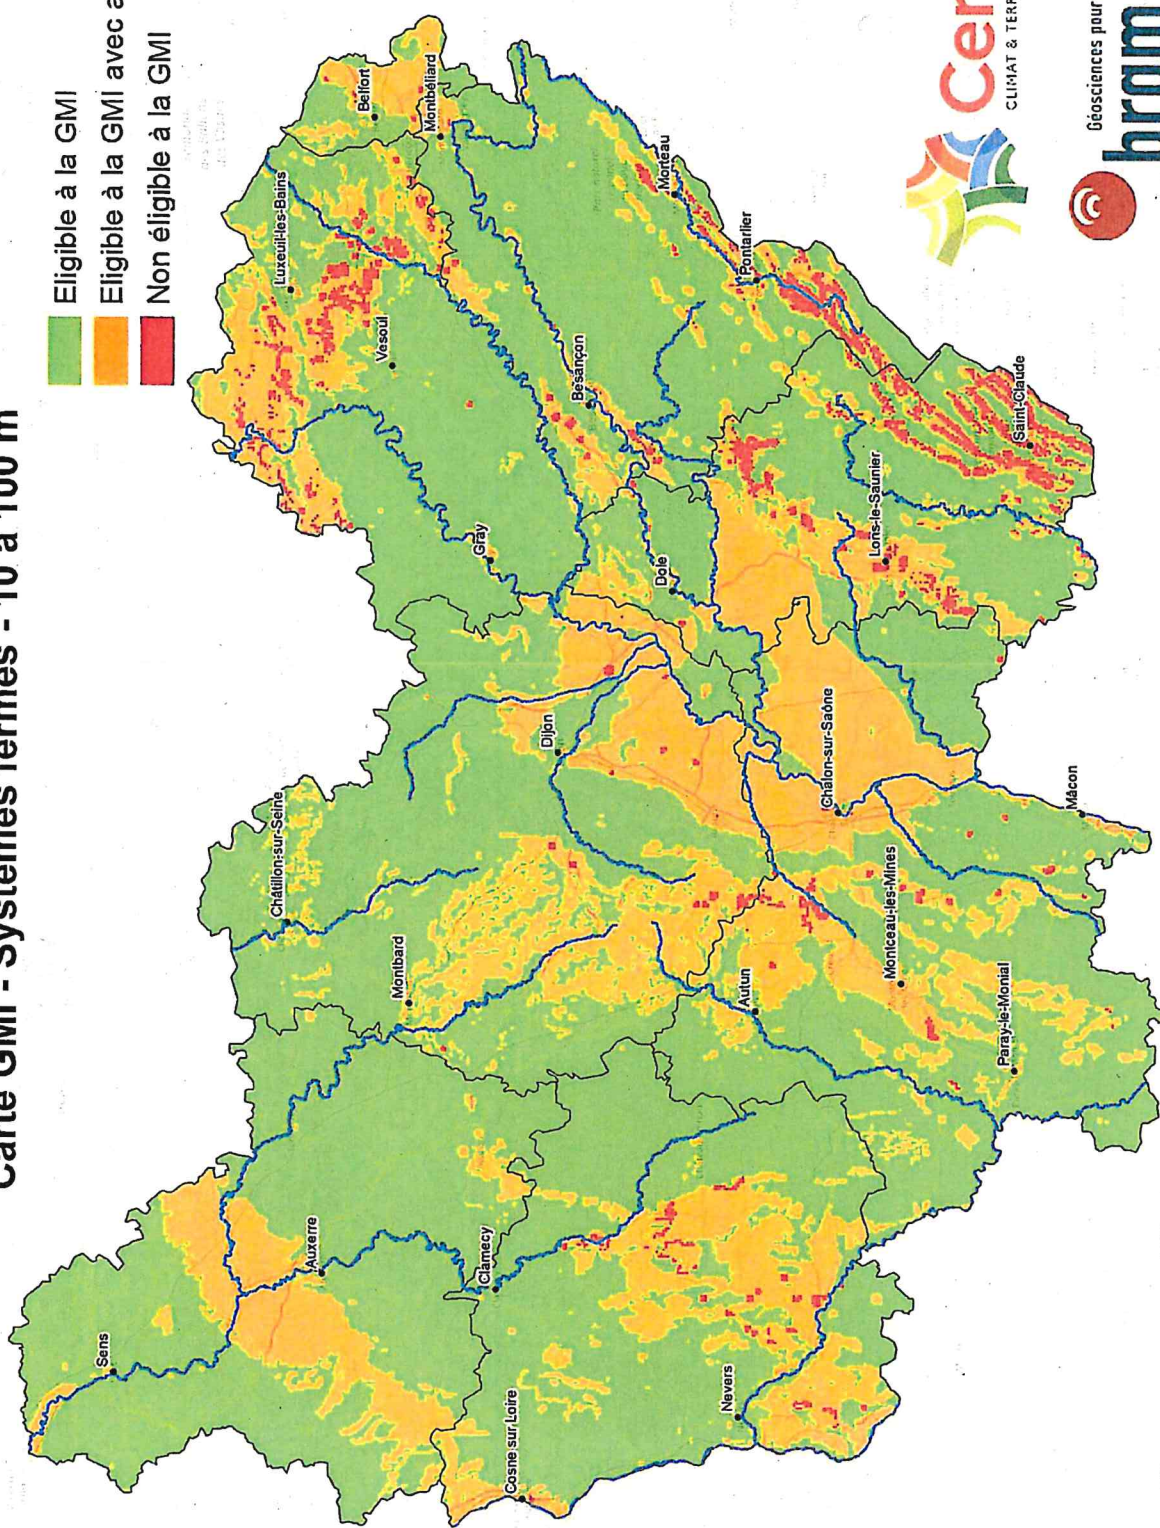 Carte GMI - Systèmes fermés - 10 à 100 m
Eligible à la GMI
Eligible à la GMI avec
Non éligible à la GMI
Belfort
Montbéliard
Luxeuil-les-Bains
Vesoul
Morteau
Pontarlier
Besançon
Gray
Dole
Saint-Claude
Lons-le-Saunier
Dijon
Châtillon-sur-Seine
Chalon-sur-Saône
Mâcon
Montbard
Montceau-les-Mines
Autun
Paray-le-Monial
Auxerre
Clamecy
Sens
Nevers
Cosne sur Loire
CLIMAT &
Géosciences pour
brgm